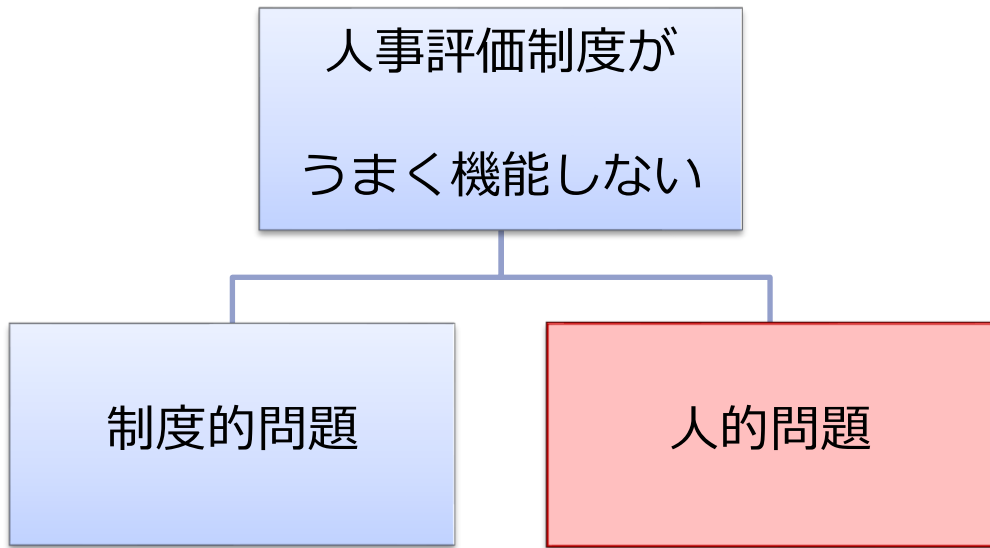 人事評価制度が
うまく機能しない
制度的問題
人的問題